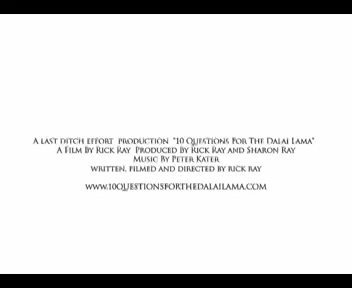 A LAST DITCH EFFORT PRODUCTION "10 QUESTIONS FOR THE DALAI LAMA"
A FILM BY RICK RAY PRODUCED BY RICK RAY AND SHARON RAY
MUSIC BY PETER KATER
WRITTEN, FILMED AND DIRECTED BY RICK RAY
WWW.10QUESTIONSFORTHEDALAILAMA.COM